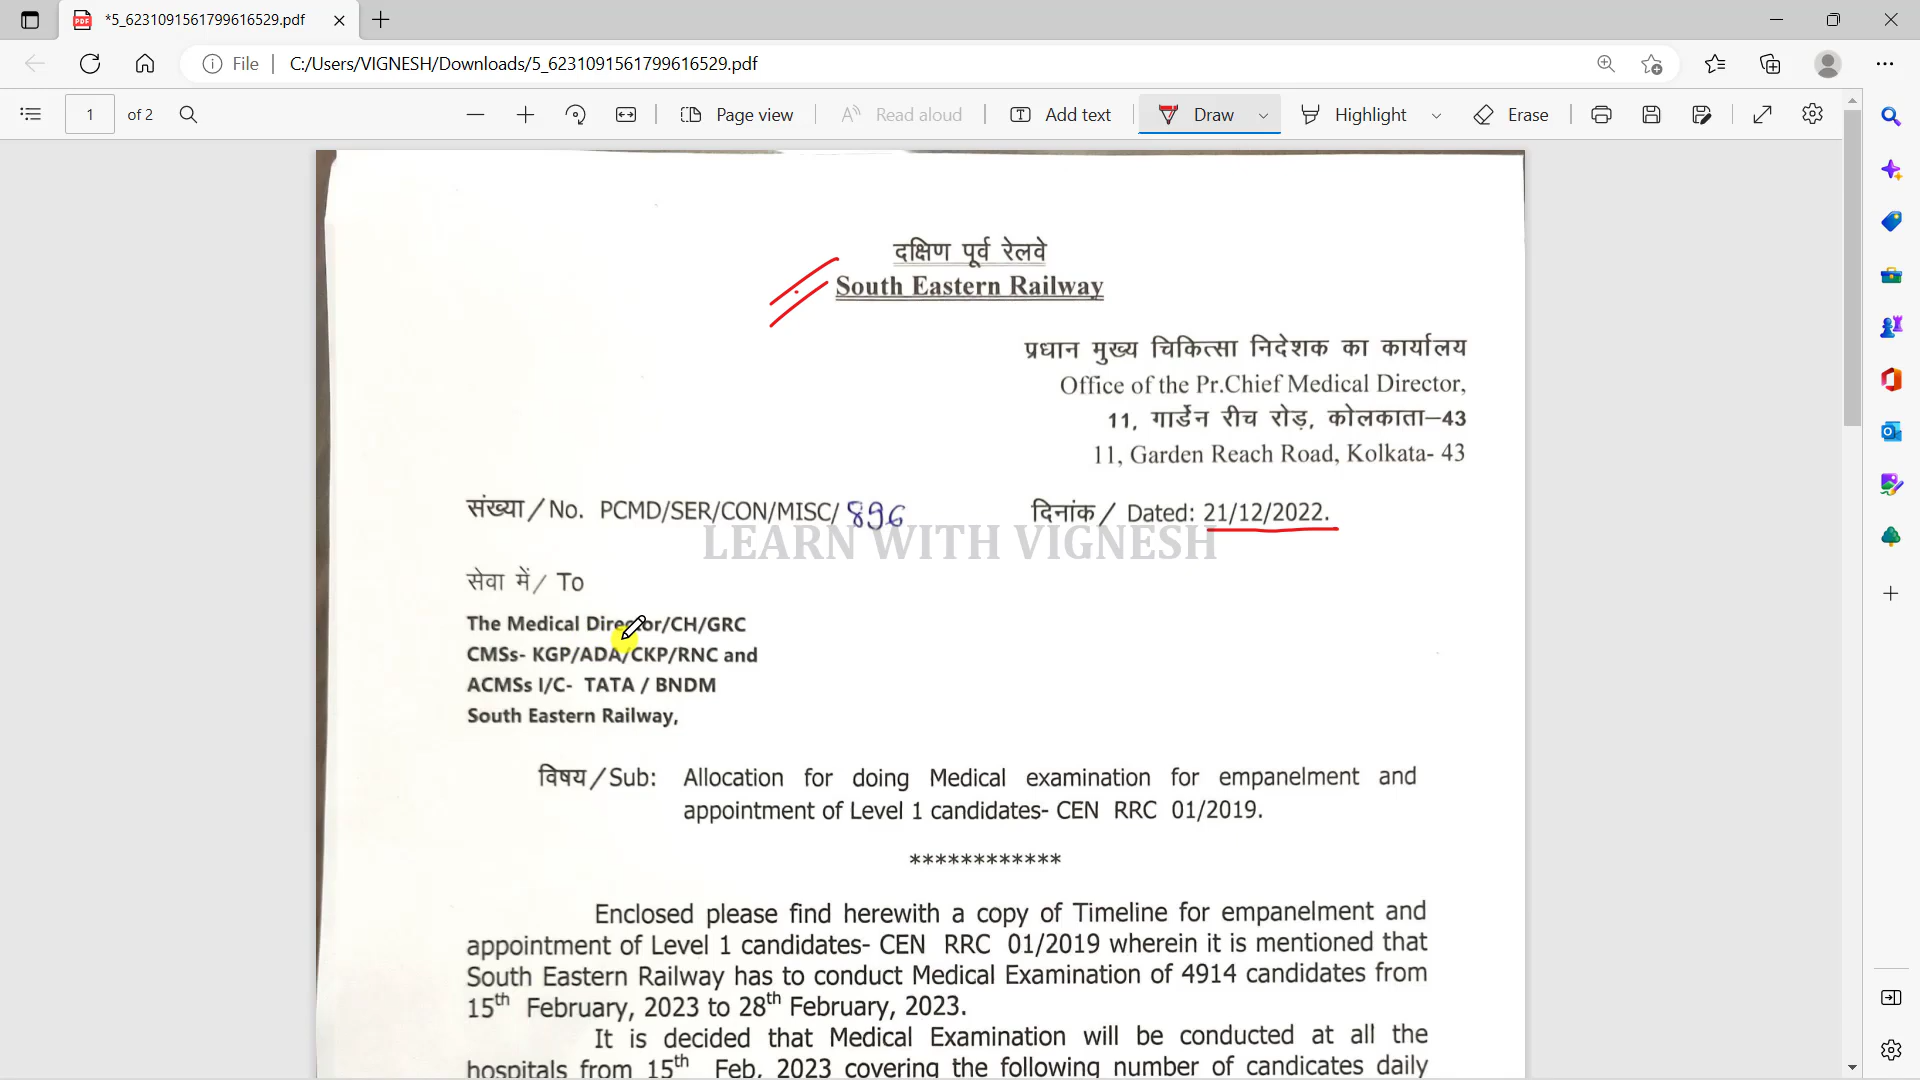 *5_6231091561799616529.pdf
File
C:/Users/VIGNESH/Downloads/5_6231091561799616529.pdf
1 of 2
Page view
Read aloud
Add text
Draw
Highlight
Erase
दक्षिण पूर्व रेलवे
South Eastern Railway
प्रधान मुख्य चिकित्सा निदेशक का कार्यालय
Office of the Pr.Chief Medical Director,
11, गार्डेन रीच रोड़, कोलकाता–43
11, Garden Reach Road, Kolkata- 43
संख्या / No. PCMD/SER/CON/MISC/ 896
दिनांक / Dated: 21/12/2022.
LEARN WITH VIGNESH
सेवा में / To
The Medical Director/CH/GRC
CMSs- KGP/ADA/CKP/RNC and
ACMSs I/C- TATA / BNDM
South Eastern Railway,
विषय / Sub: Allocation for doing Medical examination for empanelment and
appointment of Level 1 candidates- CEN RRC 01/2019.
************
Enclosed please find herewith a copy of Timeline for empanelment and
appointment of Level 1 candidates- CEN RRC 01/2019 wherein it is mentioned that
South Eastern Railway has to conduct Medical Examination of 4914 candidates from
15th February, 2023 to 28th February, 2023.
It is decided that Medical Examination will be conducted at all the
hospitals from 15th Feb, 2023 covering the following number of candidates daily